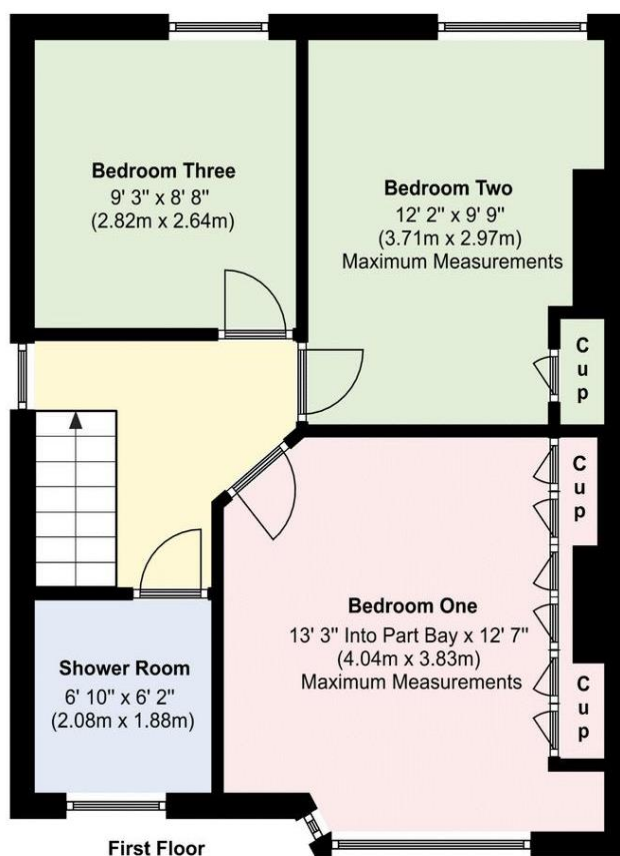 Bedroom Three
9' 3" x 8' 8"
(2.82m x 2.64m)
Bedroom Two
12' 2" x 9' 9"
(3.71m x 2.97m)
Maximum Measurements
C
u
p
C
u
p
Bedroom One
13' 3" Into Part Bay x 12' 7"
(4.04m x 3.83m)
Maximum Measurements
C
u
p
Shower Room
6' 10" x 6' 2"
(2.08m x 1.88m)
First Floor